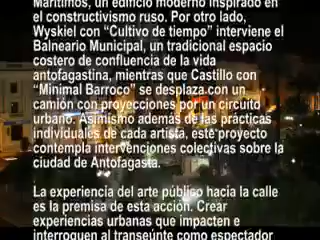 Marítimos, un edificio moderno inspirado en
el constructivismo ruso. Por otro lado,
Wyskiel con “Cultivo de tiempo” interviene el
Balneario Municipal, un tradicional espacio
costero de confluencia de la vida
antofagastina, mientras que Castillo con
“Minimal Barroco” se desplaza con un
camión con proyecciones por un circuito
urbano. Asimismo además de las prácticas
individuales de cada artista, este proyecto
contempla intervenciones colectivas sobre la
ciudad de Antofagasta.
La experiencia del arte público hacia la calle
es la premisa de esta acción. Crear
experiencias urbanas que impacten e
interroguen al transeúnte como espectador